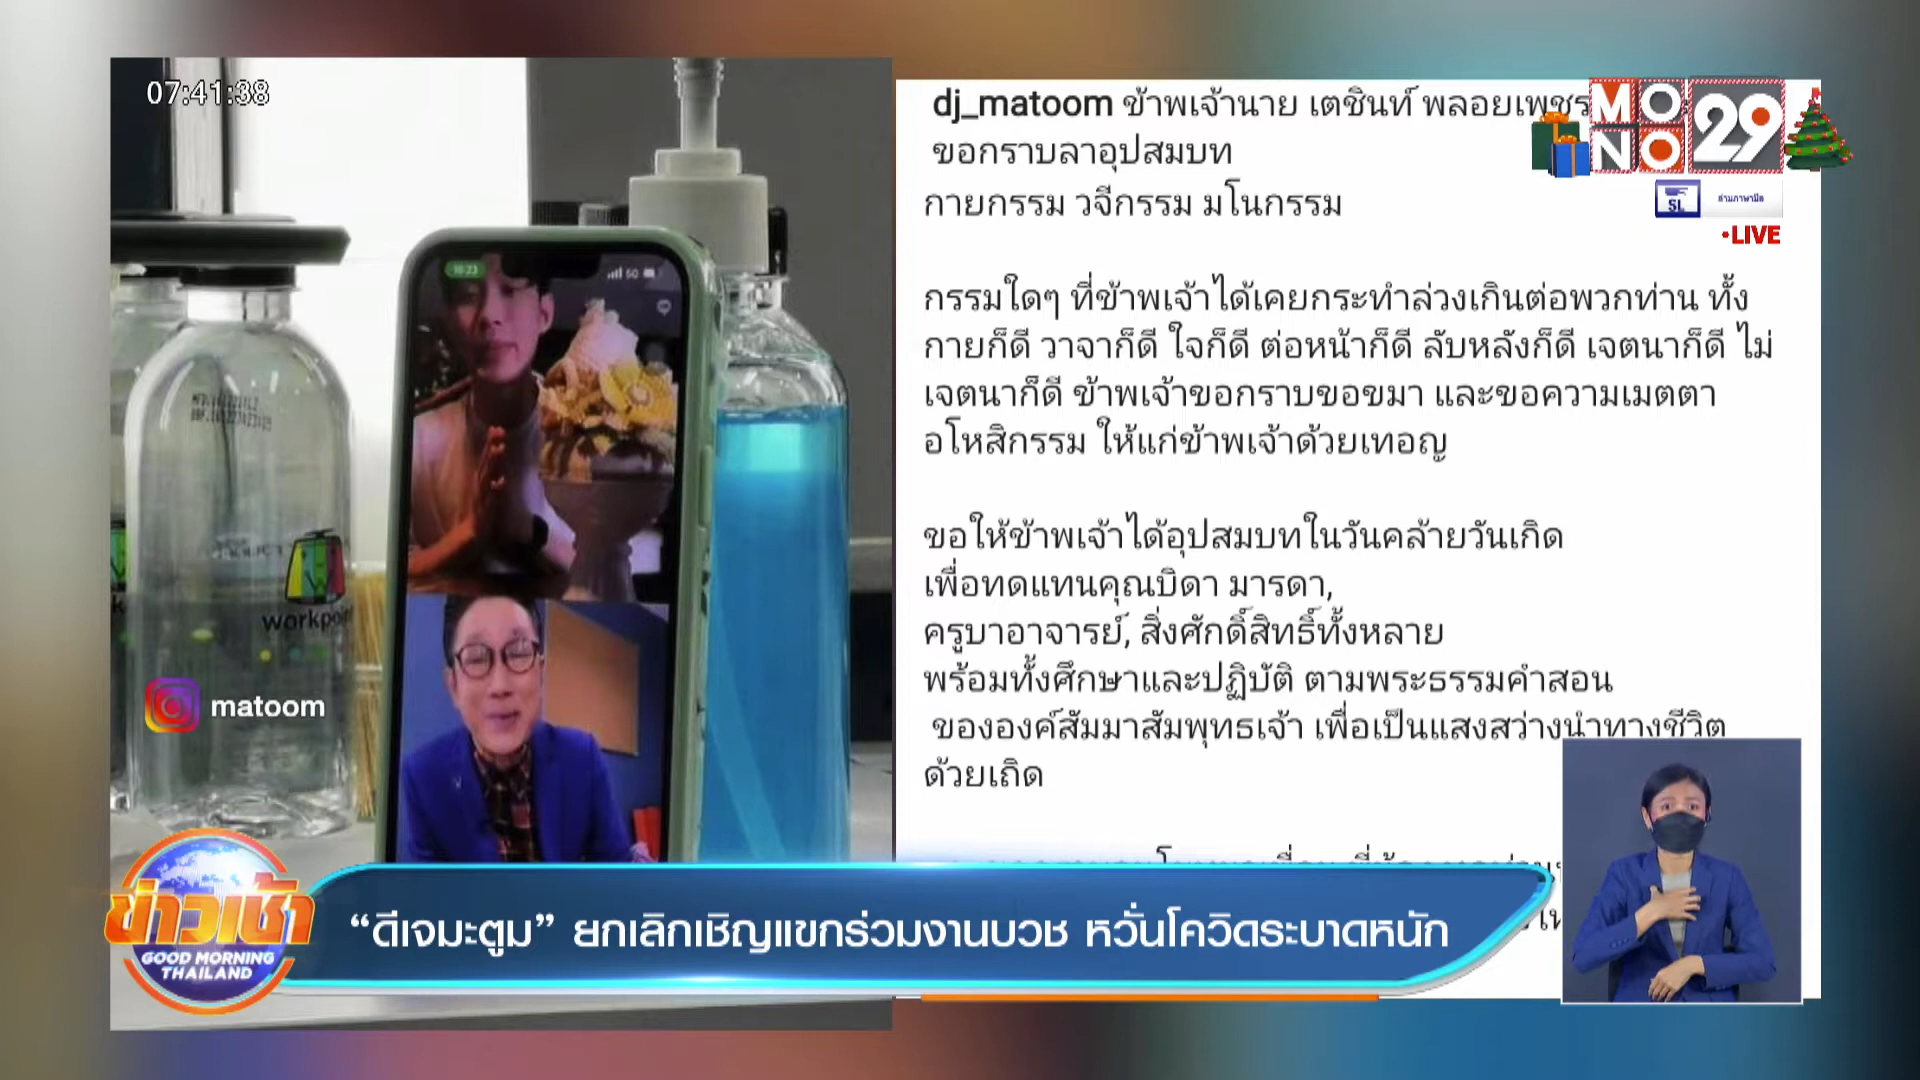 07:41:38
dj_matoom ข้าพเจ้านาย เตชินท์ พลอยเพชร
ขอกราบลาอุปสมบท
กายกรรม วจีกรรม มโนกรรม
กรรมใดๆ ที่ข้าพเจ้าได้เคยกระทำล่วงเกินต่อพวกท่าน ทั้ง
กายก็ดี วาจาก็ดี ใจก็ดี ต่อหน้าก็ดี ลับหลังก็ดี เจตนาก็ดี ไม่
เจตนาก็ดี ข้าพเจ้าขอกราบขอขมา และขอความเมตตา
อโหสิกรรม ให้แก่ข้าพเจ้าด้วยเทอญ
ขอให้ข้าพเจ้าได้อุปสมบทในวันคล้ายวันเกิด
เพื่อทดแทนคุณบิดา มารดา,
ครูบาอาจารย์, สิ่งศักดิ์สิทธิ์ทั้งหลาย
พร้อมทั้งศึกษาและปฏิบัติ ตามพระธรรมคำสอน
ขององค์สัมมาสัมพุทธเจ้า เพื่อเป็นแสงสว่างนำทางชีวิต
ด้วยเถิด
MONO 29
SL ล่ามภาษามือ
•LIVE
10:23 5G
workpoint
matoom
ข่าวเช้า
GOOD MORNING
THAILAND
“ดีเจมะตูม” ยกเลิกเชิญแขกร่วมงานบวช หวั่นโควิดระบาดหนัก